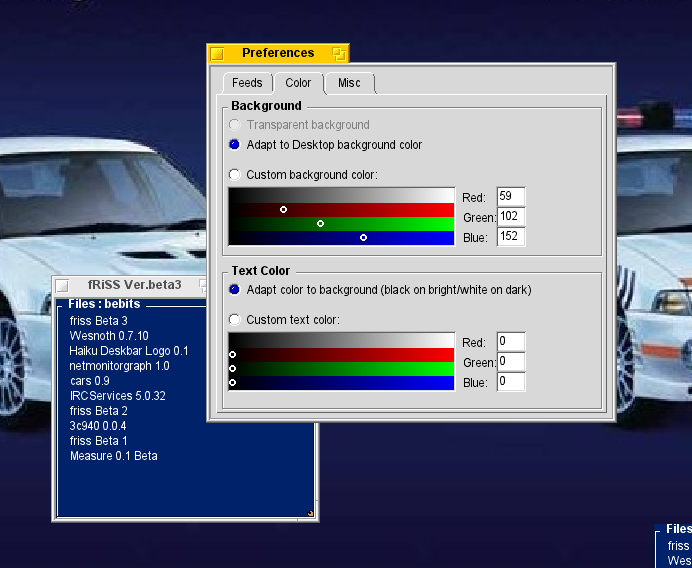 Preferences
Feeds Color Misc
Background
Transparent background
Adapt to Desktop background color
Custom background color:
Red: 59
Green: 102
Blue: 152
Text Color
Adapt color to background (black on bright/white on dark)
Custom text color:
Red: 0
Green: 0
Blue: 0
fRiSS Ver.beta3
Files : bebits
friss Beta 3
Wesnoth 0.7.10
Haiku Deskbar Logo 0.1
netmonitorgraph 1.0
cars 0.9
IRCServices 5.0.32
friss Beta 2
3c940 0.0.4
friss Beta 1
Measure 0.1 Beta
Files
friss
Wes